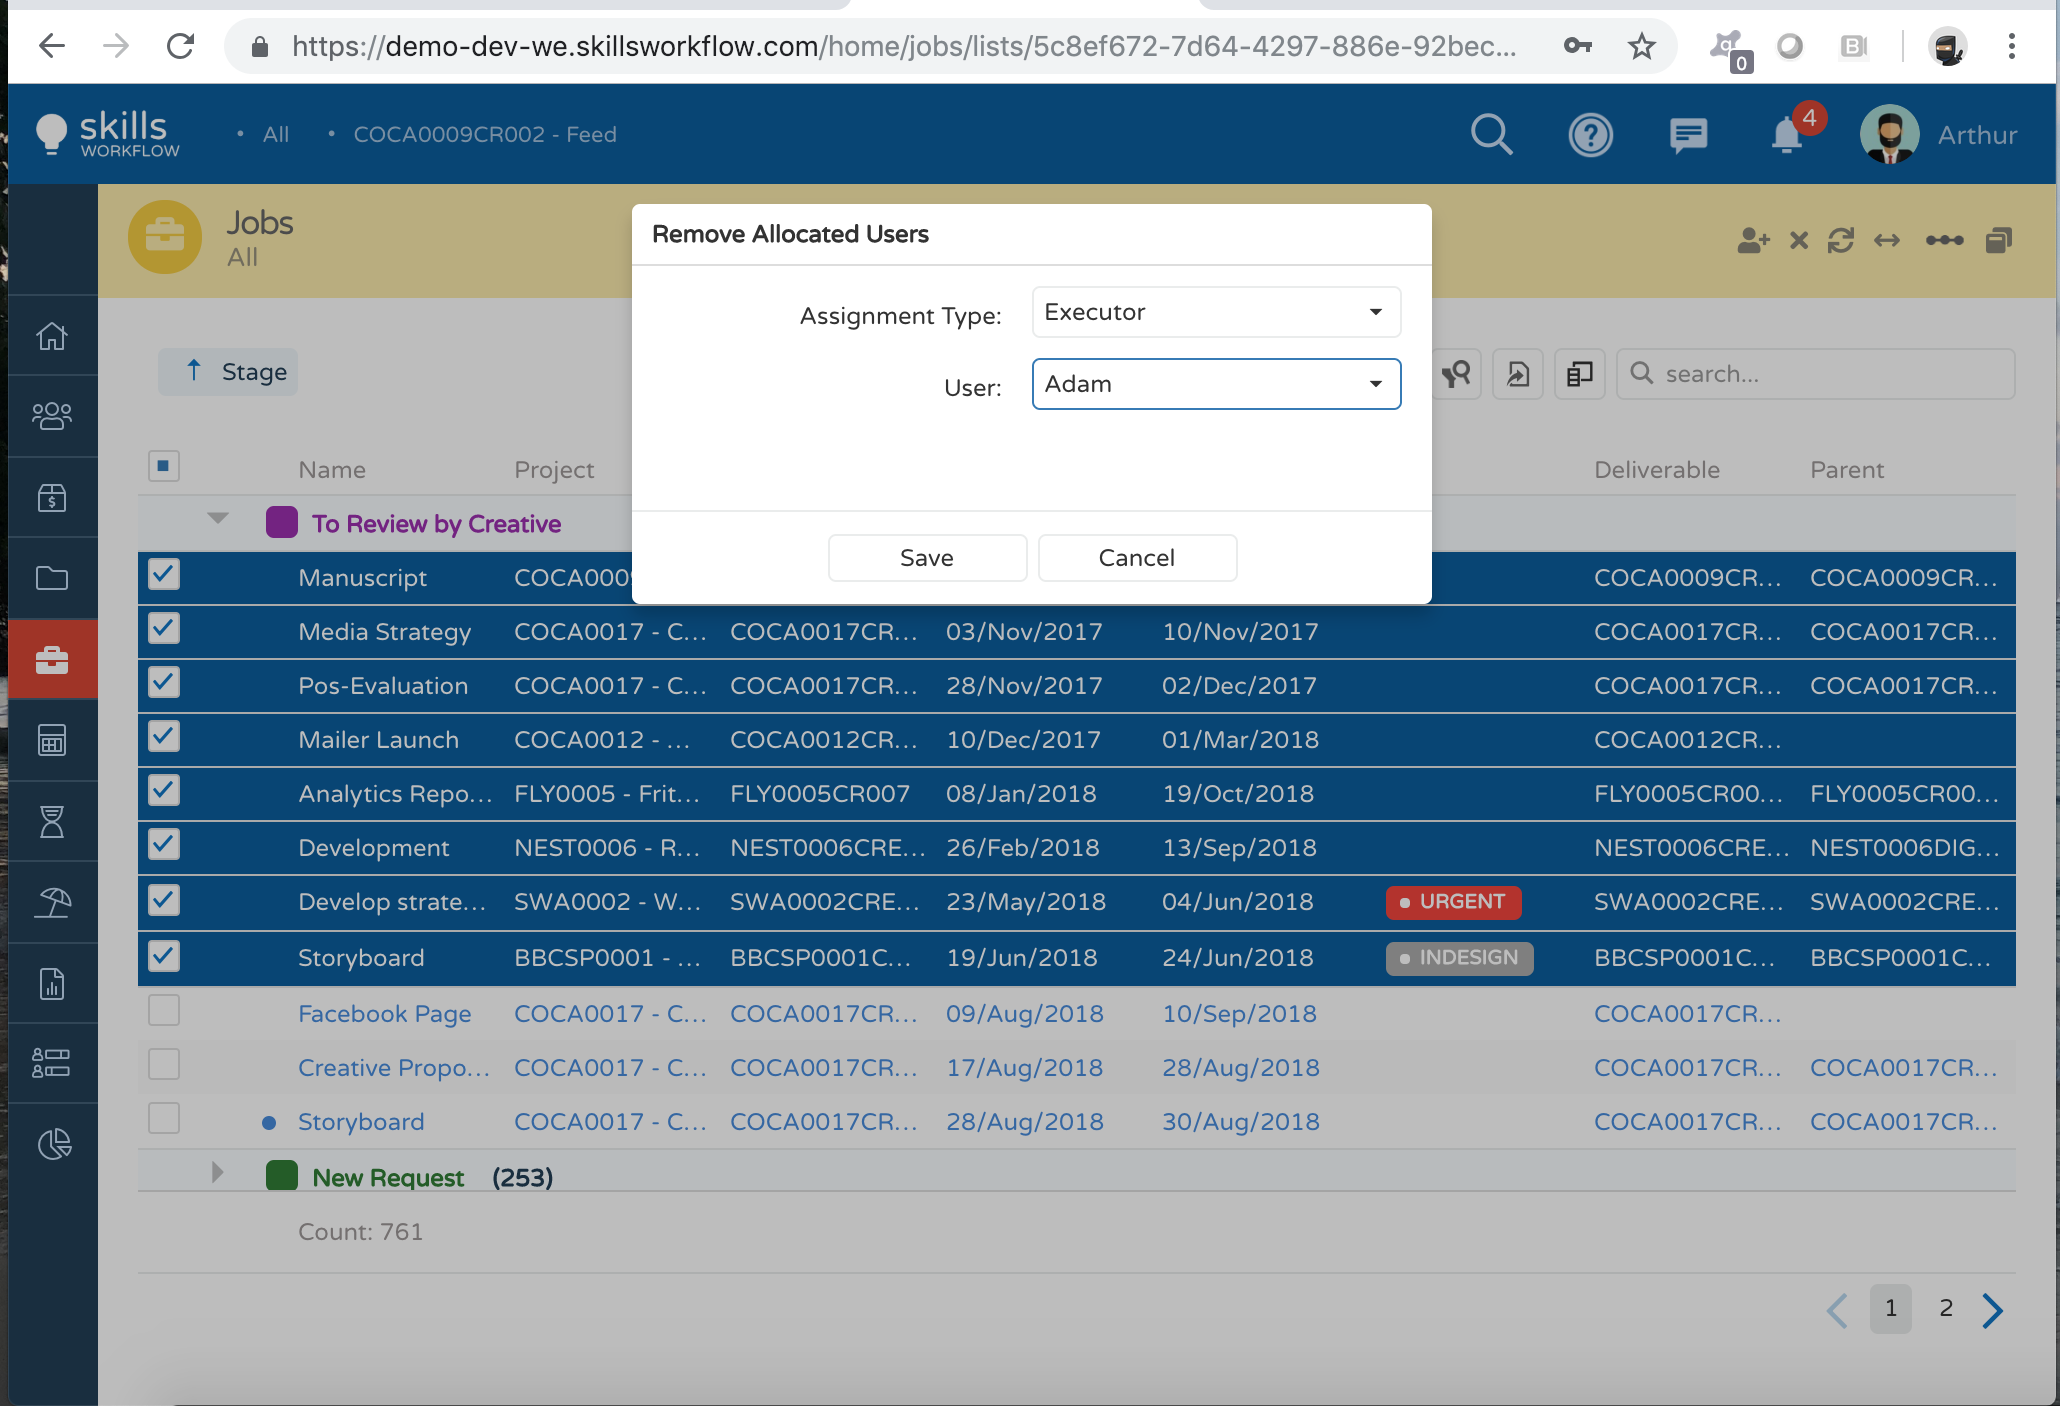 https://demo-dev-we.skillsworkflow.com/home/jobs/lists/5c8ef672-7d64-4297-886e-92bec...
0
skills
WORKFLOW
• All • COCA0009CR002 - Feed
4
Arthur
Jobs
All
Remove Allocated Users
Assignment Type: Executor
User: Adam
Save Cancel
↑ Stage
search...
Name Project Deliverable Parent
To Review by Creative
Manuscript COCA0009 COCA0009CR... COCA0009CR...
Media Strategy COCA0017 - C... COCA0017CR... 03/Nov/2017 10/Nov/2017 COCA0017CR... COCA0017CR...
Pos-Evaluation COCA0017 - C... COCA0017CR... 28/Nov/2017 02/Dec/2017 COCA0017CR... COCA0017CR...
Mailer Launch COCA0012 - ... COCA0012CR... 10/Dec/2017 01/Mar/2018 COCA0012CR...
Analytics Repo... FLY0005 - Frit... FLY0005CR007 08/Jan/2018 19/Oct/2018 FLY0005CR00... FLY0005CR00...
Development NEST0006 - R... NEST0006CRE... 26/Feb/2018 13/Sep/2018 NEST0006CRE... NEST0006DIG...
Develop strate... SWA0002 - W... SWA0002CRE... 23/May/2018 04/Jun/2018 URGENT SWA0002CRE... SWA0002CRE...
Storyboard BBCSP0001 - ... BBCSP0001C... 19/Jun/2018 24/Jun/2018 INDESIGN BBCSP0001C... BBCSP0001C...
Facebook Page COCA0017 - C... COCA0017CR... 09/Aug/2018 10/Sep/2018 COCA0017CR...
Creative Propo... COCA0017 - C... COCA0017CR... 17/Aug/2018 28/Aug/2018 COCA0017CR... COCA0017CR...
Storyboard COCA0017 - C... COCA0017CR... 28/Aug/2018 30/Aug/2018 COCA0017CR... COCA0017CR...
New Request (253)
Count: 761
1 2